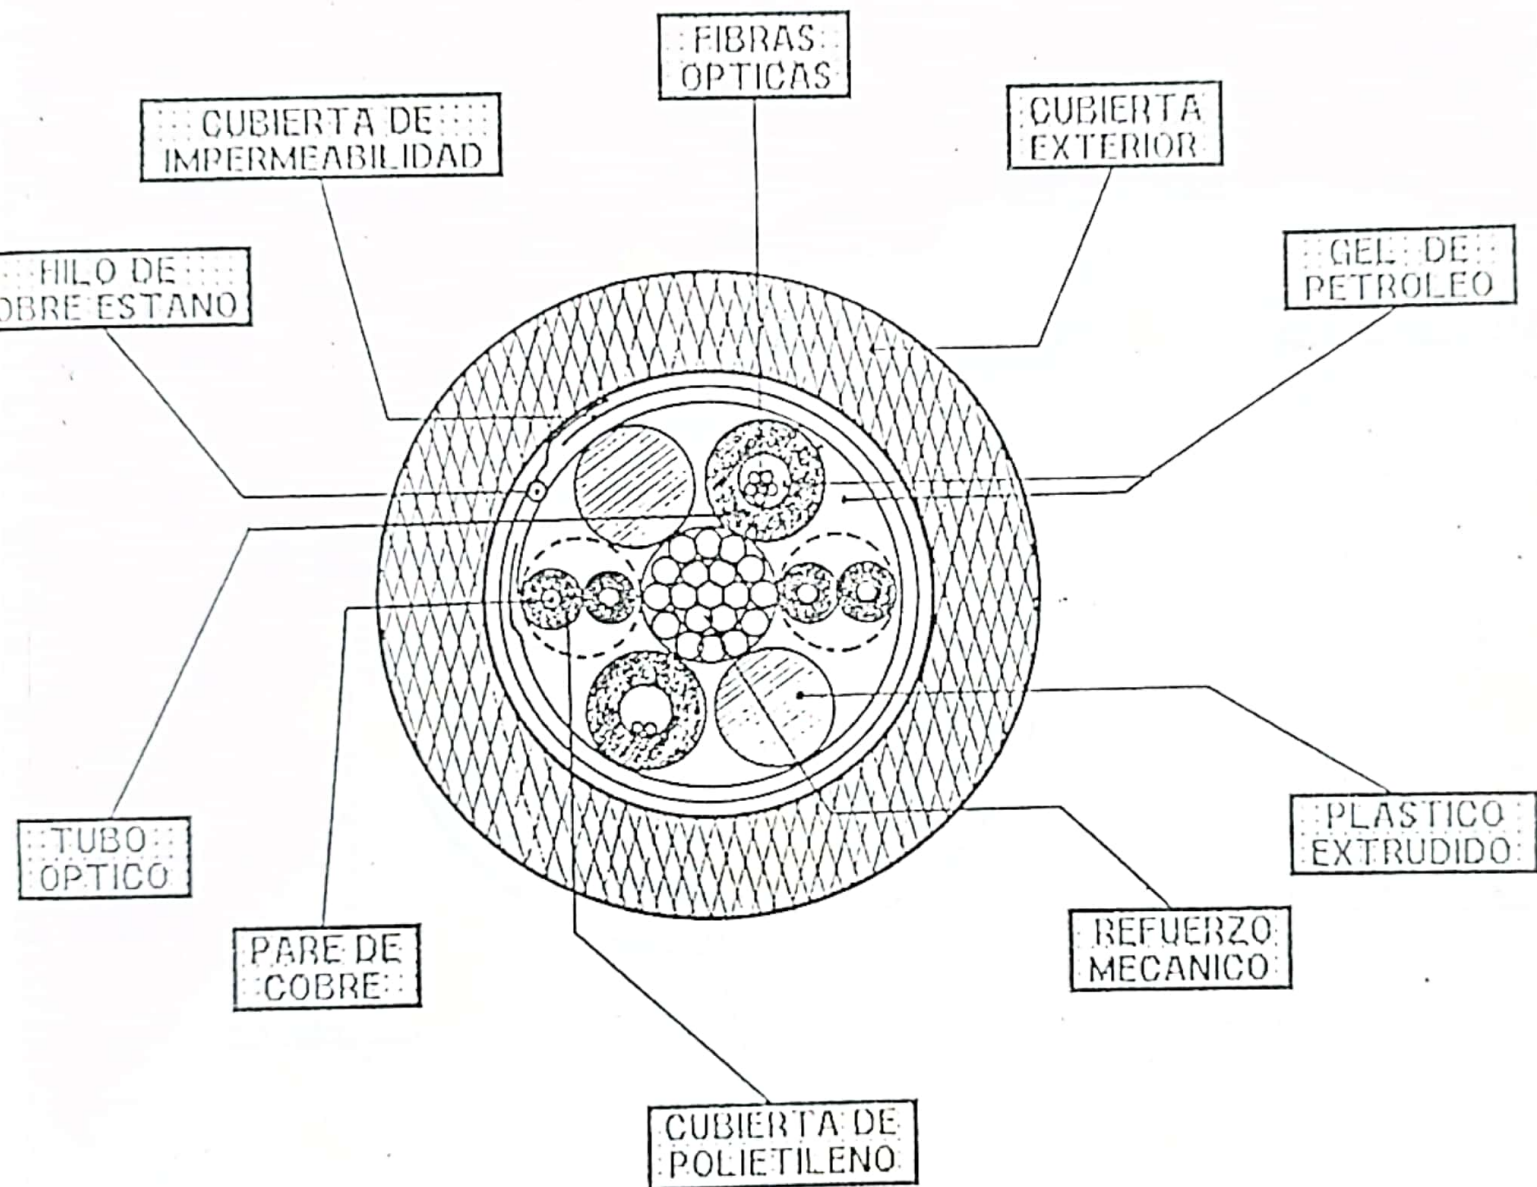 FIBRAS
OPTICAS
CUBIERTA DE
IMPERMEABILIDAD
CUBIERTA
EXTERIOR
HILO DE
OBRE ESTANO
GEL DE
PETROLEO
TUBO
OPTICO
PLASTICO
EXTRUDIDO
PARE DE
COBRE
REFUERZO
MECANICO
CUBIERTA DE
POLIETILENO